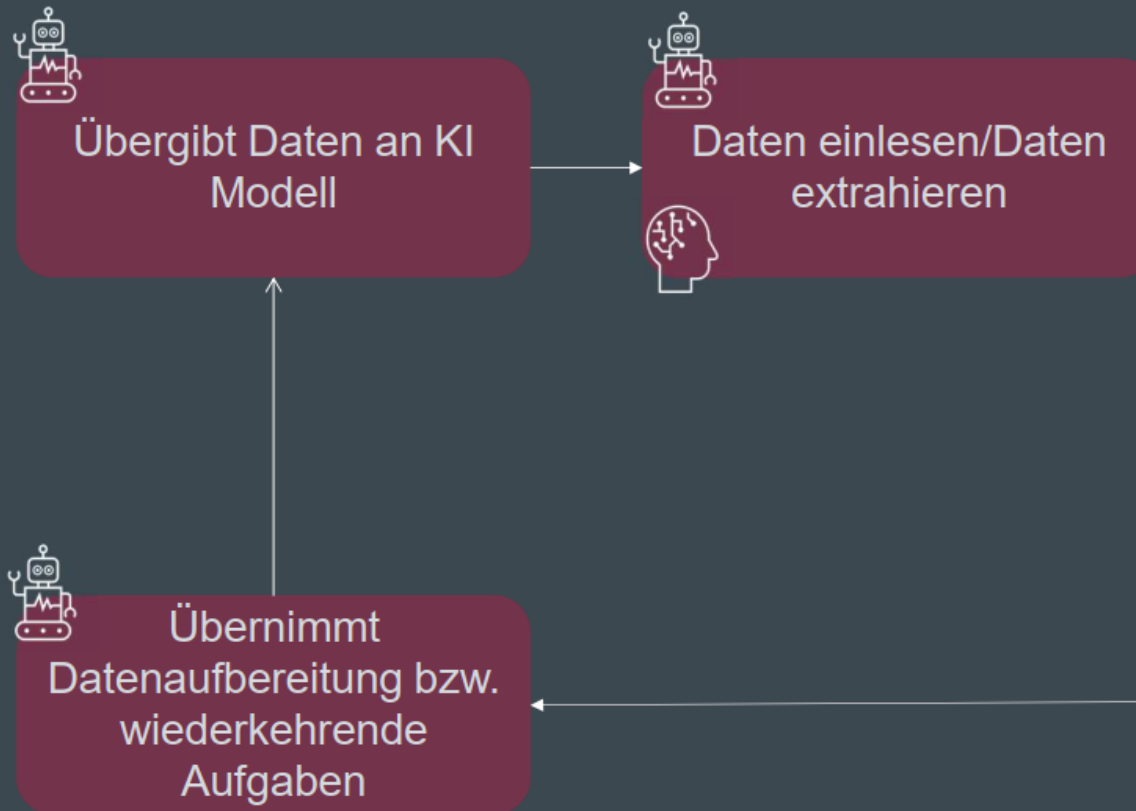 Übergibt Daten an KI
Modell
Daten einlesen/Daten
extrahieren
Übernimmt
Datenaufbereitung bzw.
wiederkehrende
Aufgaben